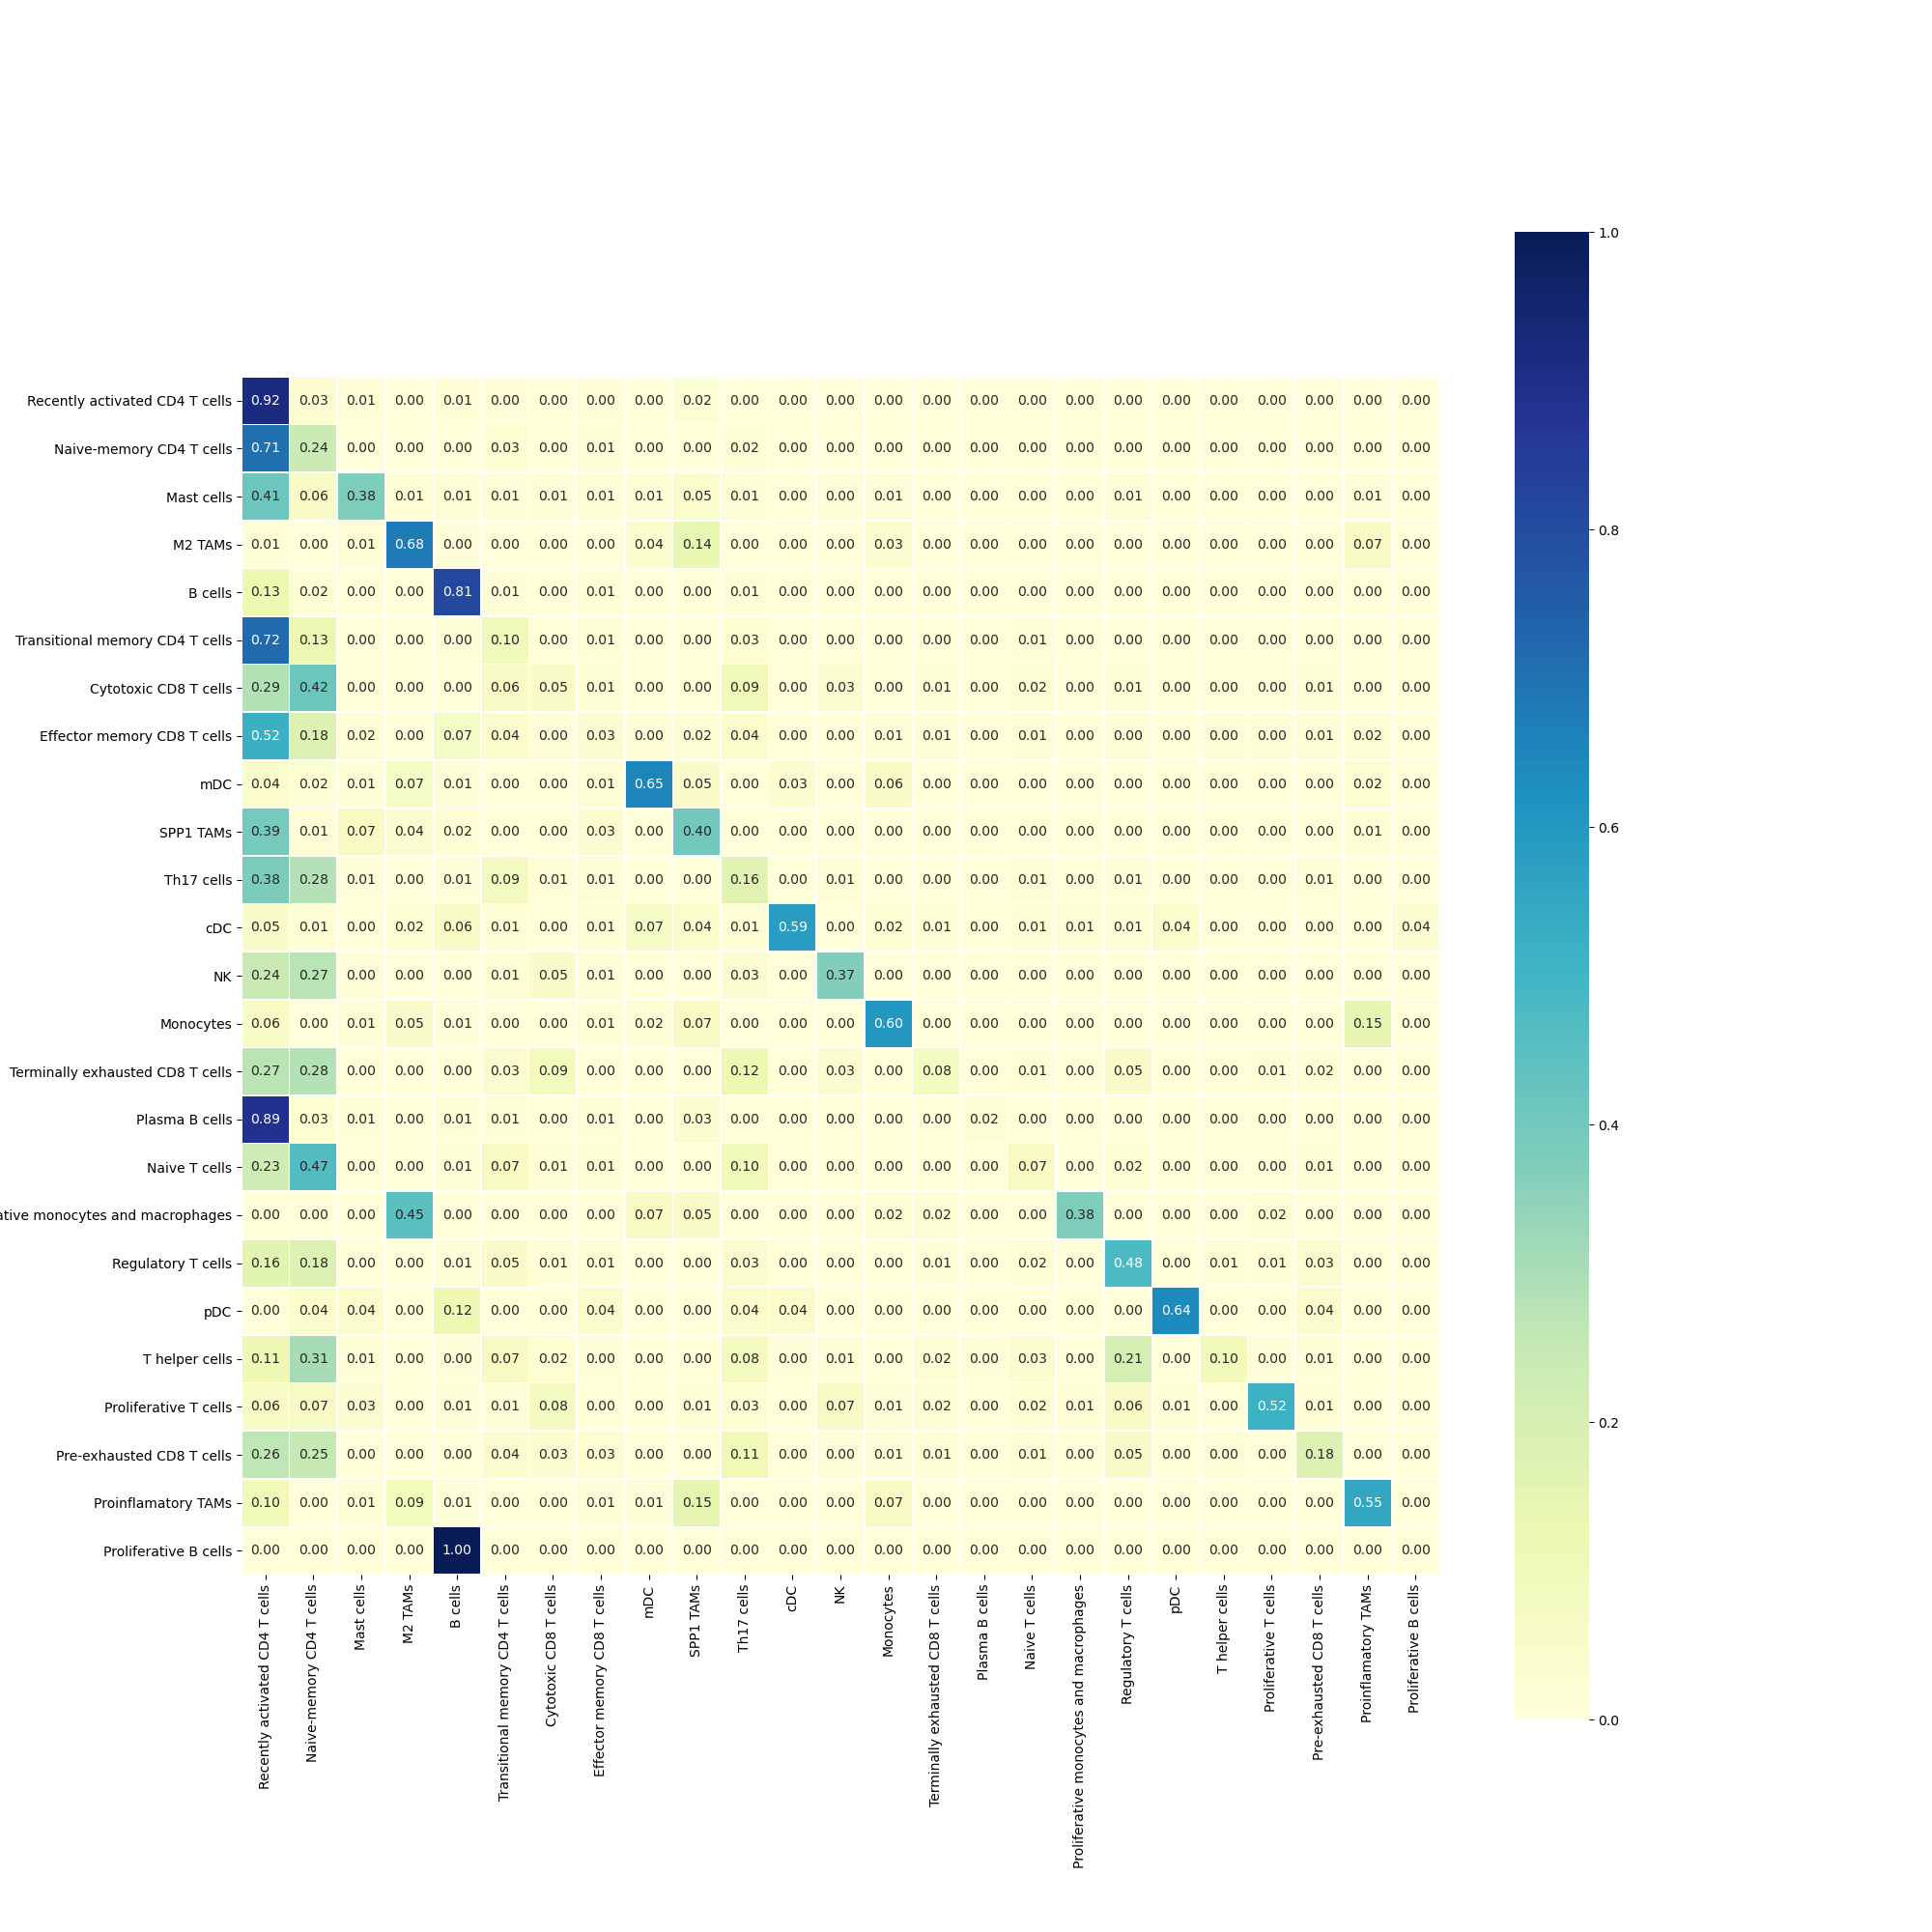 1.0
Recently activated CD4 T cells 0.92 0.03 0.01 0.00 0.01 0.00 0.00 0.00 0.00 0.02 0.00 0.00 0.00 0.00 0.00 0.00 0.00 0.00 0.00 0.00 0.00 0.00 0.00 0.00 0.00
Naive-memory CD4 T cells 0.71 0.24 0.00 0.00 0.00 0.03 0.00 0.01 0.00 0.00 0.02 0.00 0.00 0.00 0.00 0.00 0.00 0.00 0.00 0.00 0.00 0.00 0.00 0.00 0.00
Mast cells 0.41 0.06 0.38 0.01 0.01 0.01 0.01 0.01 0.01 0.05 0.01 0.00 0.00 0.01 0.00 0.00 0.00 0.00 0.01 0.00 0.00 0.00 0.00 0.01 0.00
0.8
M2 TAMs 0.01 0.00 0.01 0.68 0.00 0.00 0.00 0.00 0.04 0.14 0.00 0.00 0.00 0.03 0.00 0.00 0.00 0.00 0.00 0.00 0.00 0.00 0.00 0.07 0.00
B cells 0.13 0.02 0.00 0.00 0.81 0.01 0.00 0.01 0.00 0.00 0.01 0.00 0.00 0.00 0.00 0.00 0.00 0.00 0.00 0.00 0.00 0.00 0.00 0.00 0.00
Transitional memory CD4 T cells 0.72 0.13 0.00 0.00 0.00 0.10 0.00 0.01 0.00 0.00 0.03 0.00 0.00 0.00 0.00 0.00 0.01 0.00 0.00 0.00 0.00 0.00 0.00 0.00 0.00
Cytotoxic CD8 T cells 0.29 0.42 0.00 0.00 0.00 0.06 0.05 0.01 0.00 0.00 0.09 0.00 0.03 0.00 0.01 0.00 0.02 0.00 0.01 0.00 0.00 0.00 0.01 0.00 0.00
Effector memory CD8 T cells 0.52 0.18 0.02 0.00 0.07 0.04 0.00 0.03 0.00 0.02 0.04 0.00 0.00 0.01 0.01 0.00 0.01 0.00 0.00 0.00 0.00 0.00 0.01 0.02 0.00
mDC 0.04 0.02 0.01 0.07 0.01 0.00 0.00 0.01 0.65 0.05 0.00 0.03 0.00 0.06 0.00 0.00 0.00 0.00 0.00 0.00 0.00 0.00 0.00 0.02 0.00
0.6
SPP1 TAMs 0.39 0.01 0.07 0.04 0.02 0.00 0.00 0.03 0.00 0.40 0.00 0.00 0.00 0.00 0.00 0.00 0.00 0.00 0.00 0.00 0.00 0.00 0.00 0.01 0.00
Th17 cells 0.38 0.28 0.01 0.00 0.01 0.09 0.01 0.01 0.00 0.00 0.16 0.00 0.01 0.00 0.00 0.00 0.01 0.00 0.01 0.00 0.00 0.00 0.01 0.00 0.00
cDC 0.05 0.01 0.00 0.02 0.06 0.01 0.00 0.01 0.07 0.04 0.01 0.59 0.00 0.02 0.01 0.00 0.01 0.01 0.01 0.04 0.00 0.00 0.00 0.00 0.04
NK 0.24 0.27 0.00 0.00 0.00 0.01 0.05 0.01 0.00 0.00 0.03 0.00 0.37 0.00 0.00 0.00 0.00 0.00 0.00 0.00 0.00 0.00 0.00 0.00 0.00
Monocytes 0.06 0.00 0.01 0.05 0.01 0.00 0.00 0.01 0.02 0.07 0.00 0.00 0.00 0.60 0.00 0.00 0.00 0.00 0.00 0.00 0.00 0.00 0.00 0.15 0.00
Terminally exhausted CD8 T cells 0.27 0.28 0.00 0.00 0.00 0.03 0.09 0.00 0.00 0.00 0.12 0.00 0.03 0.00 0.08 0.00 0.01 0.00 0.05 0.00 0.00 0.01 0.02 0.00 0.00
Plasma B cells 0.89 0.03 0.01 0.00 0.01 0.01 0.00 0.01 0.00 0.03 0.00 0.00 0.00 0.00 0.00 0.02 0.00 0.00 0.00 0.00 0.00 0.00 0.00 0.00 0.00
0.4
Naive T cells 0.23 0.47 0.00 0.00 0.01 0.07 0.01 0.01 0.00 0.00 0.10 0.00 0.00 0.00 0.00 0.00 0.07 0.00 0.02 0.00 0.00 0.00 0.01 0.00 0.00
ative monocytes and macrophages 0.00 0.00 0.00 0.45 0.00 0.00 0.00 0.00 0.07 0.05 0.00 0.00 0.00 0.02 0.02 0.00 0.00 0.38 0.00 0.00 0.00 0.02 0.00 0.00 0.00
Regulatory T cells 0.16 0.18 0.00 0.00 0.01 0.05 0.01 0.01 0.00 0.00 0.03 0.00 0.00 0.00 0.01 0.00 0.02 0.00 0.48 0.00 0.01 0.01 0.03 0.00 0.00
pDC 0.00 0.04 0.04 0.00 0.12 0.00 0.00 0.04 0.00 0.00 0.04 0.04 0.00 0.00 0.00 0.00 0.00 0.00 0.00 0.64 0.00 0.00 0.04 0.00 0.00
T helper cells 0.11 0.31 0.01 0.00 0.00 0.07 0.02 0.00 0.00 0.00 0.08 0.00 0.01 0.00 0.02 0.00 0.03 0.00 0.21 0.00 0.10 0.00 0.01 0.00 0.00
Proliferative T cells 0.06 0.07 0.03 0.00 0.01 0.01 0.08 0.00 0.00 0.01 0.03 0.00 0.07 0.01 0.02 0.00 0.02 0.01 0.06 0.01 0.00 0.52 0.01 0.00 0.00
0.2
Pre-exhausted CD8 T cells 0.26 0.25 0.00 0.00 0.00 0.04 0.03 0.03 0.00 0.00 0.11 0.00 0.00 0.01 0.01 0.00 0.01 0.00 0.05 0.00 0.00 0.00 0.18 0.00 0.00
Proinflamatory TAMs 0.10 0.00 0.01 0.09 0.01 0.00 0.00 0.01 0.01 0.15 0.00 0.00 0.00 0.07 0.00 0.00 0.00 0.00 0.00 0.00 0.00 0.00 0.00 0.55 0.00
Proliferative B cells 0.00 0.00 0.00 0.00 1.00 0.00 0.00 0.00 0.00 0.00 0.00 0.00 0.00 0.00 0.00 0.00 0.00 0.00 0.00 0.00 0.00 0.00 0.00 0.00 0.00
0.0
Recently activated CD4 T cells
Naive-memory CD4 T cells
Mast cells
M2 TAMs
B cells
Transitional memory CD4 T cells
Cytotoxic CD8 T cells
Effector memory CD8 T cells
mDC
SPP1 TAMs
Th17 cells
cDC
NK
Monocytes
Terminally exhausted CD8 T cells
Plasma B cells
Naive T cells
Proliferative monocytes and macrophages
Regulatory T cells
pDC
T helper cells
Proliferative T cells
Pre-exhausted CD8 T cells
Proinflamatory TAMs
Proliferative B cells